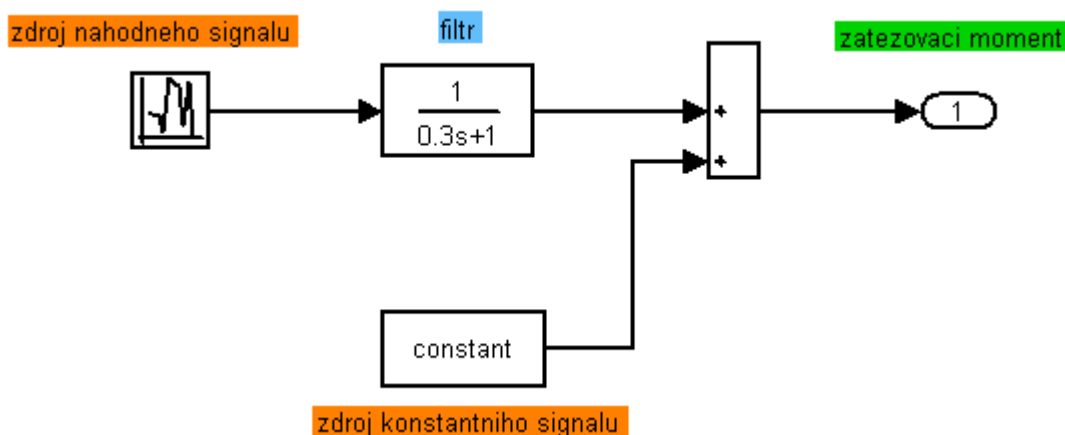 zdroj nahodneho signalu
filtr
zatezovaci moment
1
0.3s+1
+
+
1
constant
zdroj konstantniho signalu